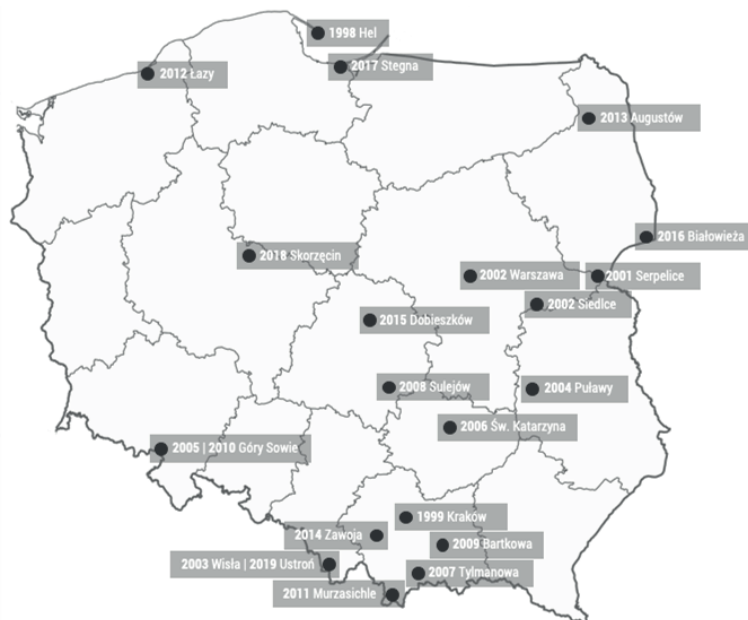 1998 Hel
2017 Stegna
2012 Łazy
2013 Augustów
2016 Białowieża
2018 Skorzęcin
2002 Warszawa
2001 Serpelice
2002 Siedlce
2015 Dobieszków
2008 Sulejów
2004 Puławy
2006 Św. Katarzyna
2005 | 2010 Góry Sowie
1999 Kraków
2014 Zawoja
2009 Bartkowa
2003 Wisła | 2019 Ustroń
2007 Tylmanowa
2011 Murzasichle